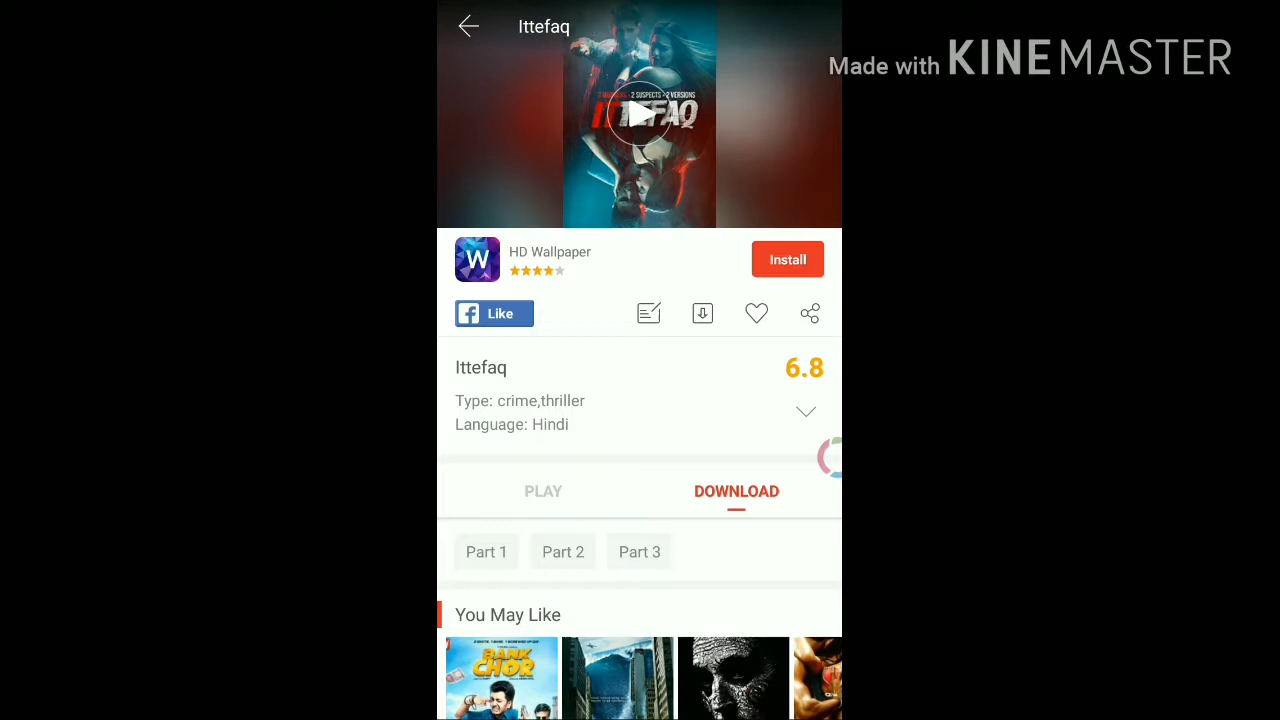 Ittefaq
Made with KINEMASTER
2 SUSPECTS - 2 VERSIONS
ITTEFAQ
W
HD Wallpaper
Install
f Like
Ittefaq
6.8
Type: crime,thriller
Language: Hindi
PLAY
DOWNLOAD
Part 1
Part 2
Part 3
You May Like
BANK
CHOR